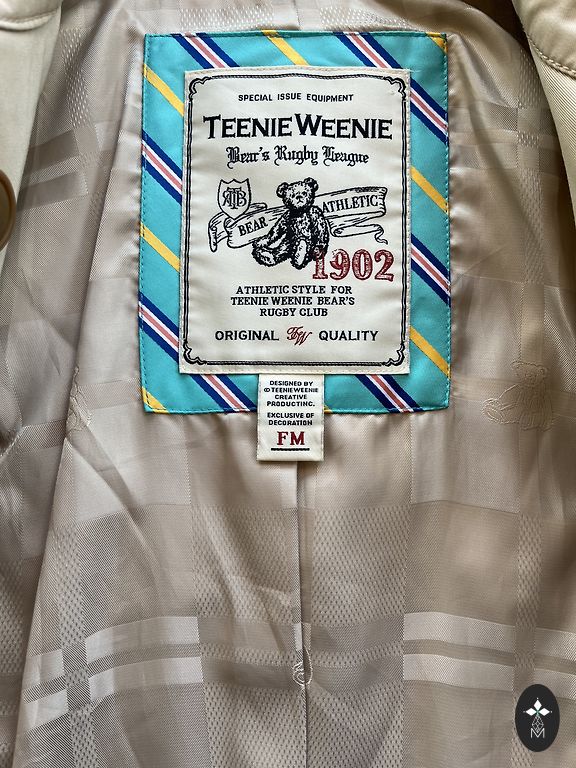 SPECIAL ISSUE EQUIPMENT
TEENIE WEENIE
Bear's Rugby League
ATB
BEAR
ATHLETIC
1902
ATHLETIC STYLE FOR
TEENIE WEENIE BEAR'S
RUGBY CLUB
ORIGINAL TW QUALITY
DESIGNED BY
© TEENIE WEENIE
CREATIVE
PRODUCTINC.
EXCLUSIVE OF
DECORATION
FM
M